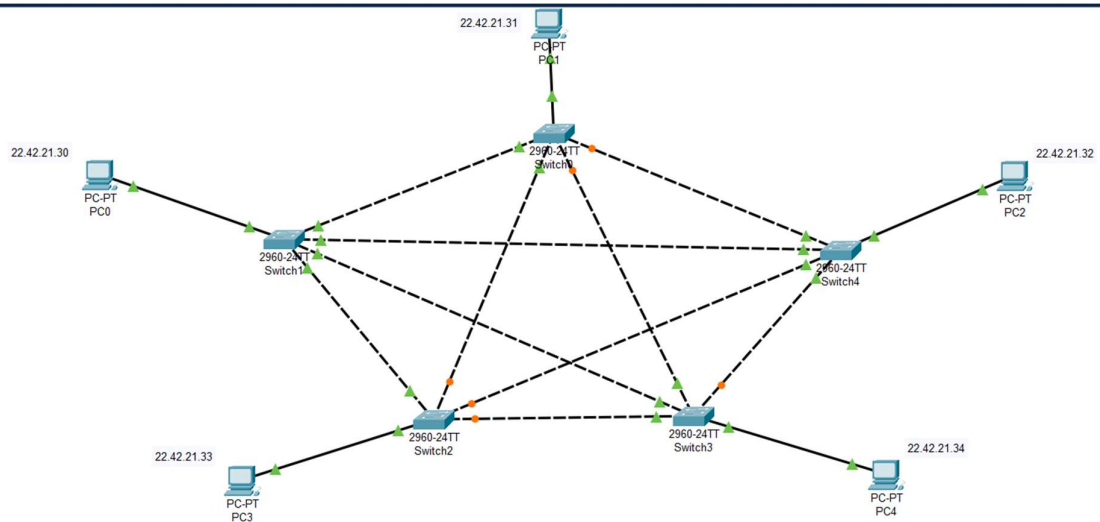 22.42.21.31
PC-PT
PC1
2960-24TT
Switch0
22.42.21.30
PC-PT
PC0
22.42.21.32
PC-PT
PC2
2960-24TT
Switch1
2960-24TT
Switch4
2960-24TT
Switch2
2960-24TT
Switch3
22.42.21.33
PC-PT
PC3
22.42.21.34
PC-PT
PC4